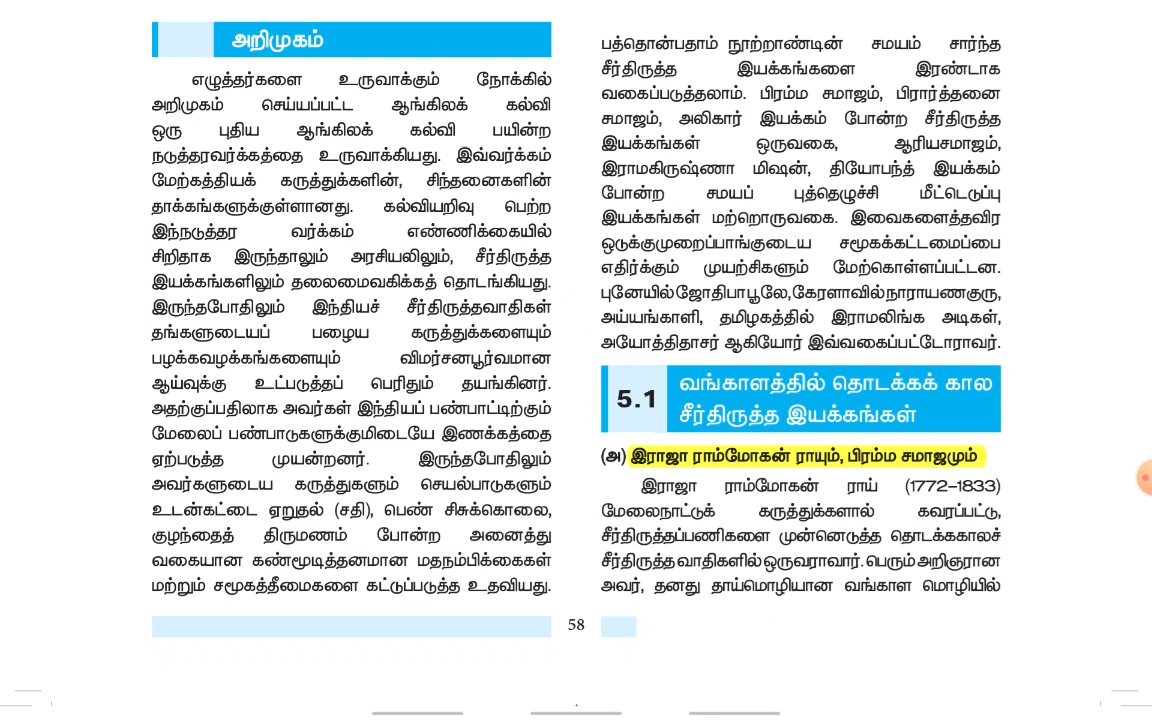 அறிமுகம்
எழுத்தர்களை உருவாக்கும் நோக்கில்
அறிமுகம் செய்யப்பட்ட ஆங்கிலக் கல்வி
ஒரு புதிய ஆங்கிலக் கல்வி பயின்ற
நடுத்தரவர்க்கத்தை உருவாக்கியது. இவ்வர்க்கம்
மேற்கத்தியக் கருத்துக்களின், சிந்தனைகளின்
தாக்கங்களுக்குள்ளானது. கல்வியறிவு பெற்ற
இந்நடுத்தர வர்க்கம் எண்ணிக்கையில்
சிறிதாக இருந்தாலும் அரசியலிலும், சீர்திருத்த
இயக்கங்களிலும் தலைமைவகிக்கத் தொடங்கியது.
இருந்தபோதிலும் இந்தியச் சீர்திருத்தவாதிகள்
தங்களுடையப் பழைய கருத்துக்களையும்
பழக்கவழக்கங்களையும் விமர்சனபூர்வமான
ஆய்வுக்கு உட்படுத்தப் பெரிதும் தயங்கினர்.
அதற்குப்பதிலாக அவர்கள் இந்தியப் பண்பாட்டிற்கும்
மேலைப் பண்பாடுகளுக்குமிடையே இணக்கத்தை
ஏற்படுத்த முயன்றனர். இருந்தபோதிலும்
அவர்களுடைய கருத்துகளும் செயல்பாடுகளும்
உடன்கட்டை ஏறுதல் (சதி), பெண் சிசுக்கொலை,
குழந்தைத் திருமணம் போன்ற அனைத்து
வகையான கண்மூடித்தனமான மதநம்பிக்கைகள்
மற்றும் சமூகத்தீமைகளை கட்டுப்படுத்த உதவியது.
பத்தொன்பதாம் நூற்றாண்டின் சமயம் சார்ந்த
சீர்திருத்த இயக்கங்களை இரண்டாக
வகைப்படுத்தலாம். பிரம்ம சமாஜம், பிரார்த்தனை
சமாஜம், அலிகார் இயக்கம் போன்ற சீர்திருத்த
இயக்கங்கள் ஒருவகை, ஆரியசமாஜம்,
இராமகிருஷ்ணா மிஷன், தியோபந்த் இயக்கம்
போன்ற சமயப் புத்தெழுச்சி மீட்டெடுப்பு
இயக்கங்கள் மற்றொருவகை. இவைகளைத்தவிர
ஒடுக்குமுறைப்பாங்குடைய சமூகக்கட்டமைப்பை
எதிர்க்கும் முயற்சிகளும் மேற்கொள்ளப்பட்டன.
புனேயில் ஜோதிபா பூலே, கேரளாவில் நாராயண குரு,
அய்யங்காளி, தமிழகத்தில் இராமலிங்க அடிகள்,
அயோத்திதாசர் ஆகியோர் இவ்வகைப்பட்டோராவர்.
5.1 வங்காளத்தில் தொடக்கக் கால
சீர்திருத்த இயக்கங்கள்
(அ) இராஜா ராம்மோகன் ராயும், பிரம்ம சமாஜமும்
இராஜா ராம்மோகன் ராய் (1772–1833)
மேலைநாட்டுக் கருத்துக்களால் கவரப்பட்டு,
சீர்திருத்தப்பணிகளை முன்னெடுத்த தொடக்ககாலச்
சீர்திருத்த வாதிகளில் ஒருவராவார். பெரும் அறிஞரான
அவர், தனது தாய்மொழியான வங்காள மொழியில்
58